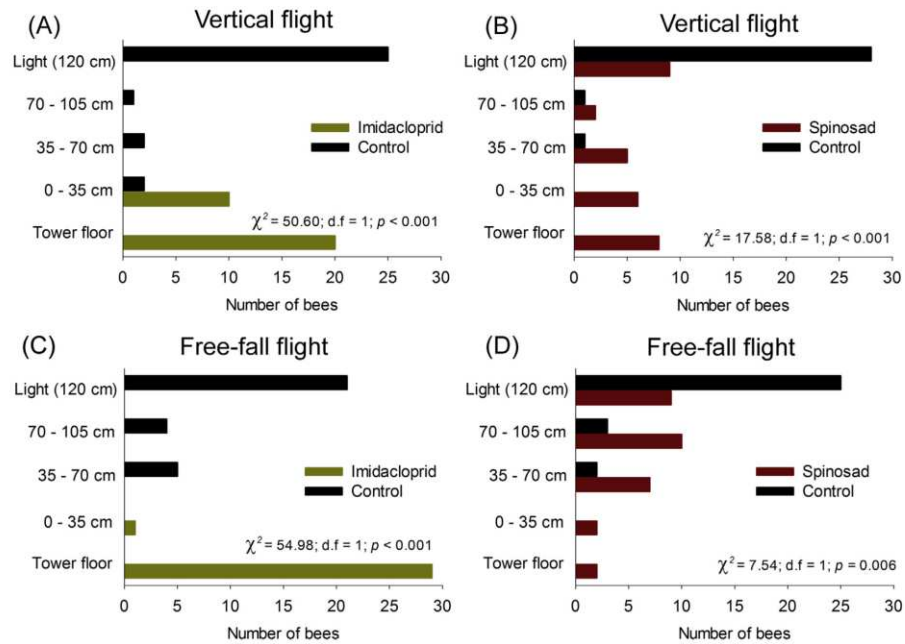 (A) Vertical flight
Light (120 cm)
70 - 105 cm
35 - 70 cm
0 - 35 cm
Tower floor
Imidacloprid
Control
χ² = 50.60; d.f = 1; p < 0.001
0 5 10 15 20 25 30
Number of bees
(B) Vertical flight
Light (120 cm)
70 - 105 cm
35 - 70 cm
0 - 35 cm
Tower floor
Spinosad
Control
χ² = 17.58; d.f = 1; p < 0.001
0 5 10 15 20 25 30
Number of bees
(C) Free-fall flight
Light (120 cm)
70 - 105 cm
35 - 70 cm
0 - 35 cm
Tower floor
Imidacloprid
Control
χ² = 54.98; d.f = 1; p < 0.001
0 5 10 15 20 25 30
Number of bees
(D) Free-fall flight
Light (120 cm)
70 - 105 cm
35 - 70 cm
0 - 35 cm
Tower floor
Spinosad
Control
χ² = 7.54; d.f = 1; p = 0.006
0 5 10 15 20 25 30
Number of bees